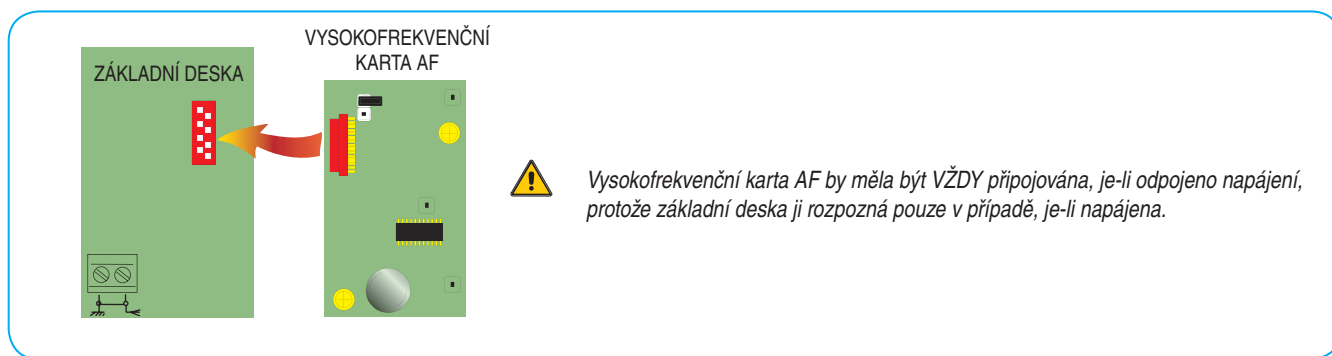 VYSOKOFREKVENČNÍ
KARTA AF
ZÁKLADNÍ DESKA
Vysokofrekvenční karta AF by měla být VŽDY připojována, je-li odpojeno napájení,
protože základní deska ji rozpozná pouze v případě, je-li napájena.